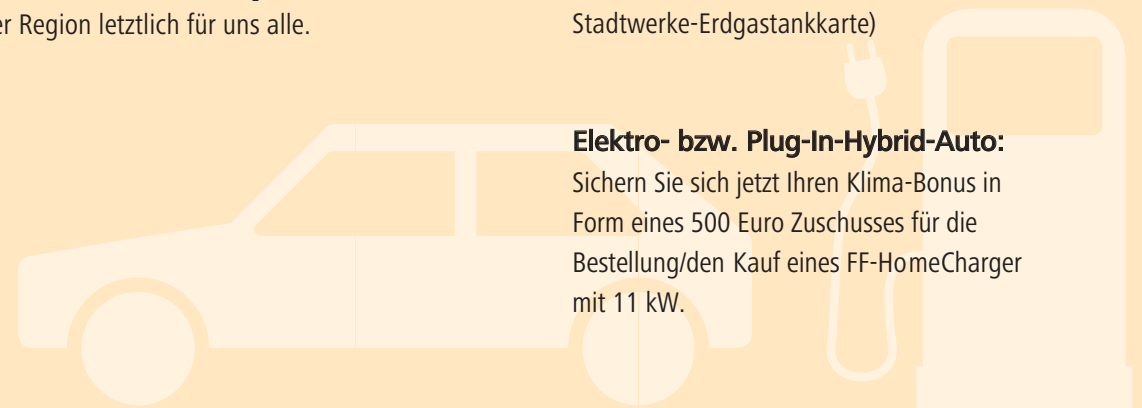 er Region letztlich für uns alle.
Stadtwerke-Erdgastankkarte)
Elektro- bzw. Plug-In-Hybrid-Auto:
Sichern Sie sich jetzt Ihren Klima-Bonus in
Form eines 500 Euro Zuschusses für die
Bestellung/den Kauf eines FF-HomeCharger
mit 11 kW.